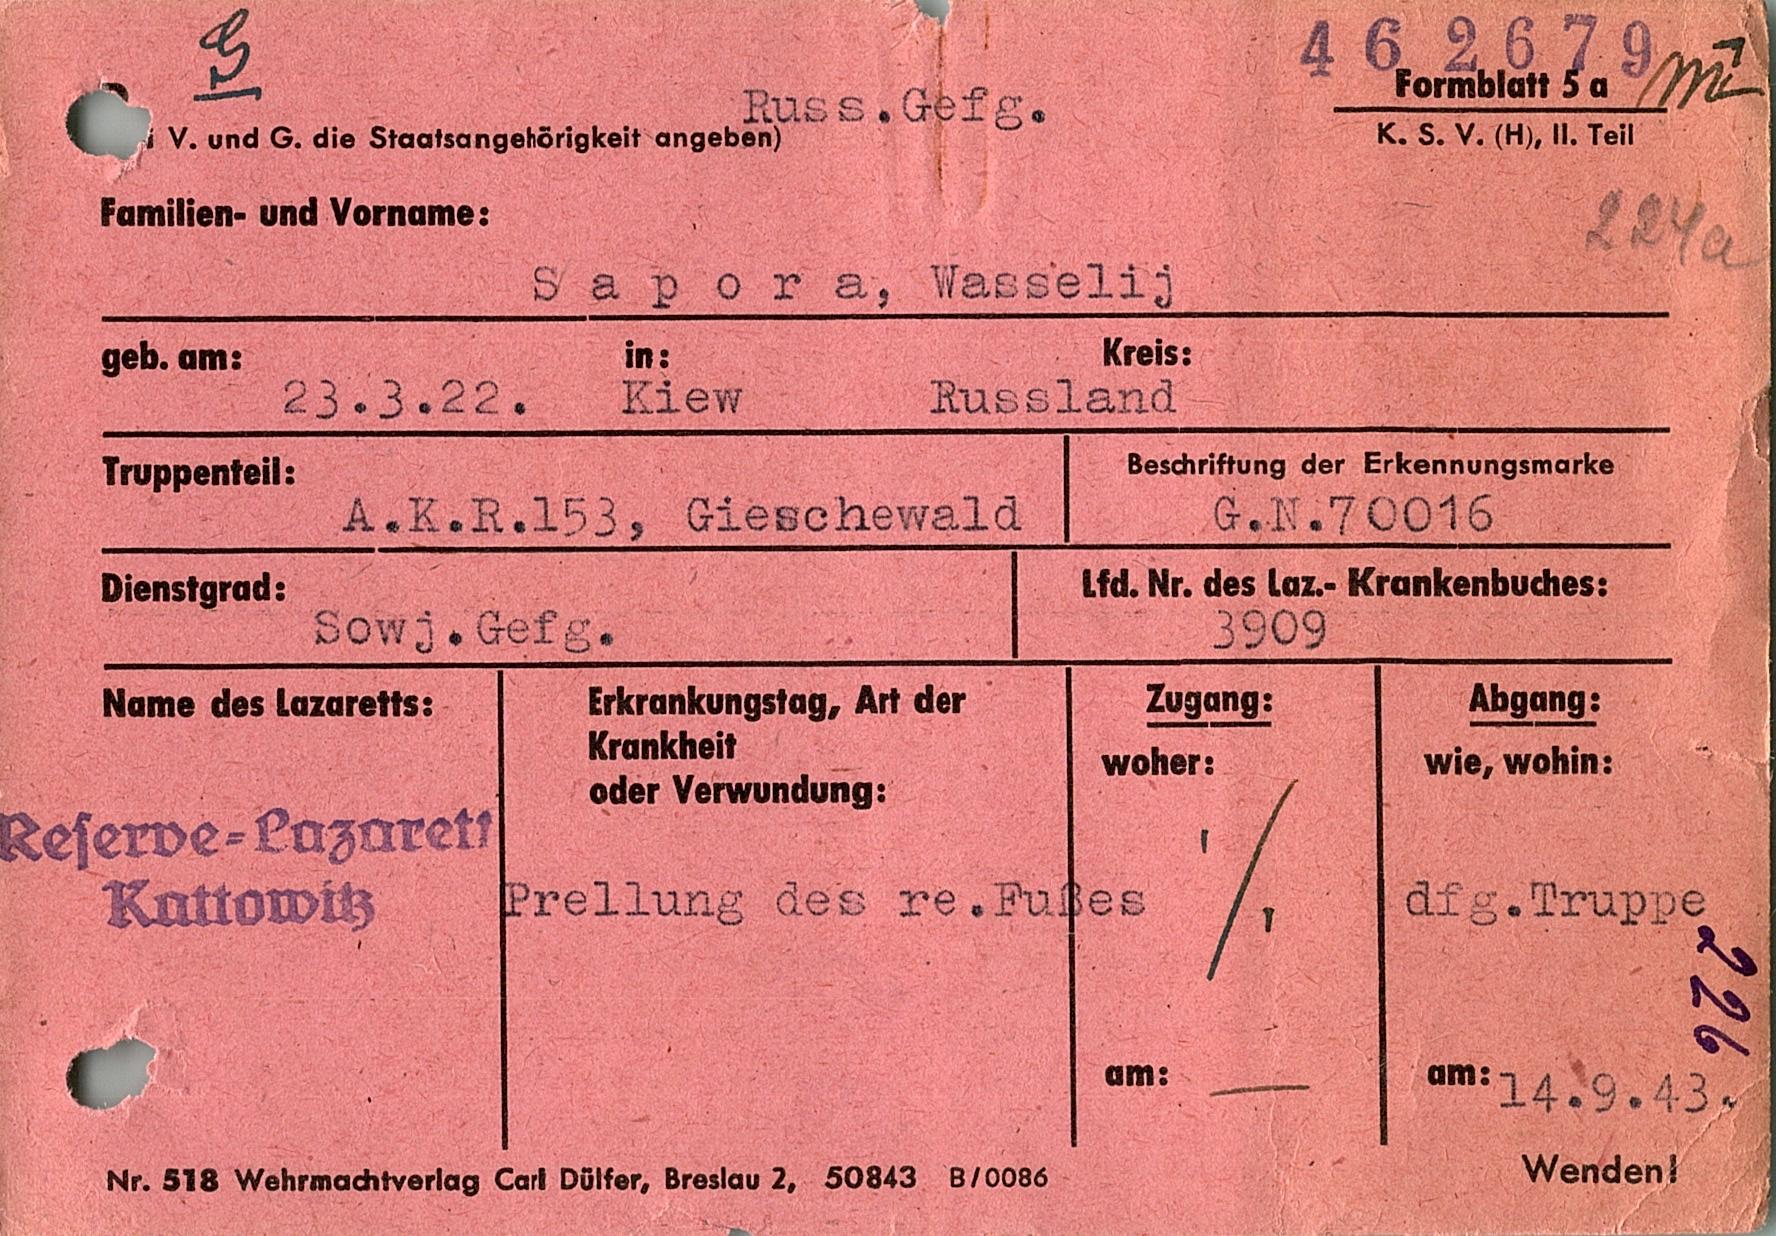 G
462679
Formblatt 5 a
Russ.Gefg.
V. und G. die Staatsangehörigkeit angeben)
K. S. V. (H), II. Teil
224a
Familien- und Vorname:
Sapora, Wasselij
geb. am: in: Kreis:
23.3.22. Kiew Russland
Truppenteil: Beschriftung der Erkennungsmarke
A.K.R.153, Gieschewald G.N.70016
Dienstgrad: Lfd. Nr. des Laz.- Krankenbuches:
Sowj.Gefg. 3909
Name des Lazaretts: Erkrankungstag, Art der Zugang: Abgang:
Krankheit woher: wie, wohin:
oder Verwundung:
Reserve-Lazarett
Kattowitz Prellung des re.Fußes dfg.Truppe
226
am: — am: 14.9.43.
Nr. 518 Wehrmachtverlag Carl Dülfer, Breslau 2, 50843 B/0086 Wenden!